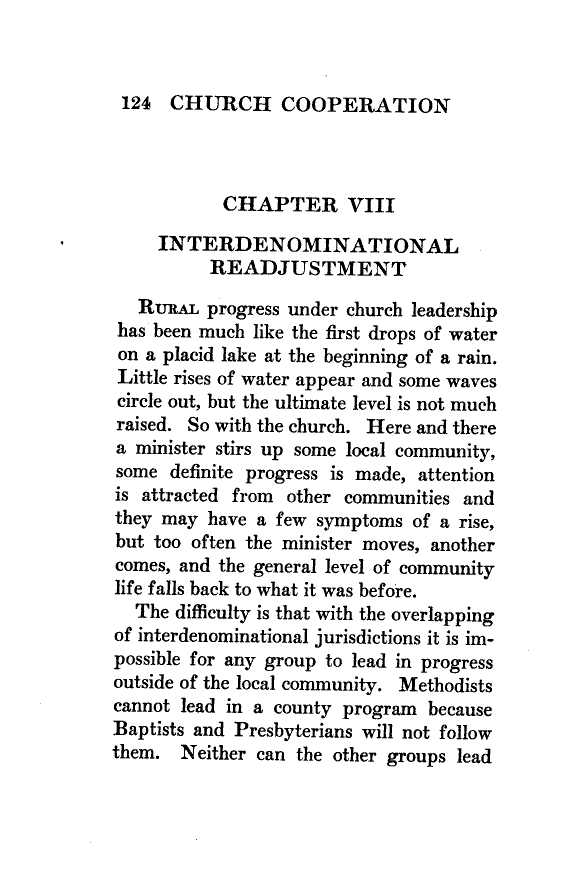 124 CHURCH COOPERATION
CHAPTER VIII
INTERDENOMINATIONAL
READJUSTMENT
RURAL progress under church leadership
has been much like the first drops of water
on a placid lake at the beginning of a rain.
Little rises of water appear and some waves
circle out, but the ultimate level is not much
raised. So with the church. Here and there
a minister stirs up some local community,
some definite progress is made, attention
is attracted from other communities and
they may have a few symptoms of a rise,
but too often the minister moves, another
comes, and the general level of community
life falls back to what it was before.
The difficulty is that with the overlapping
of interdenominational jurisdictions it is im-
possible for any group to lead in progress
outside of the local community. Methodists
cannot lead in a county program because
Baptists and Presbyterians will not follow
them. Neither can the other groups lead